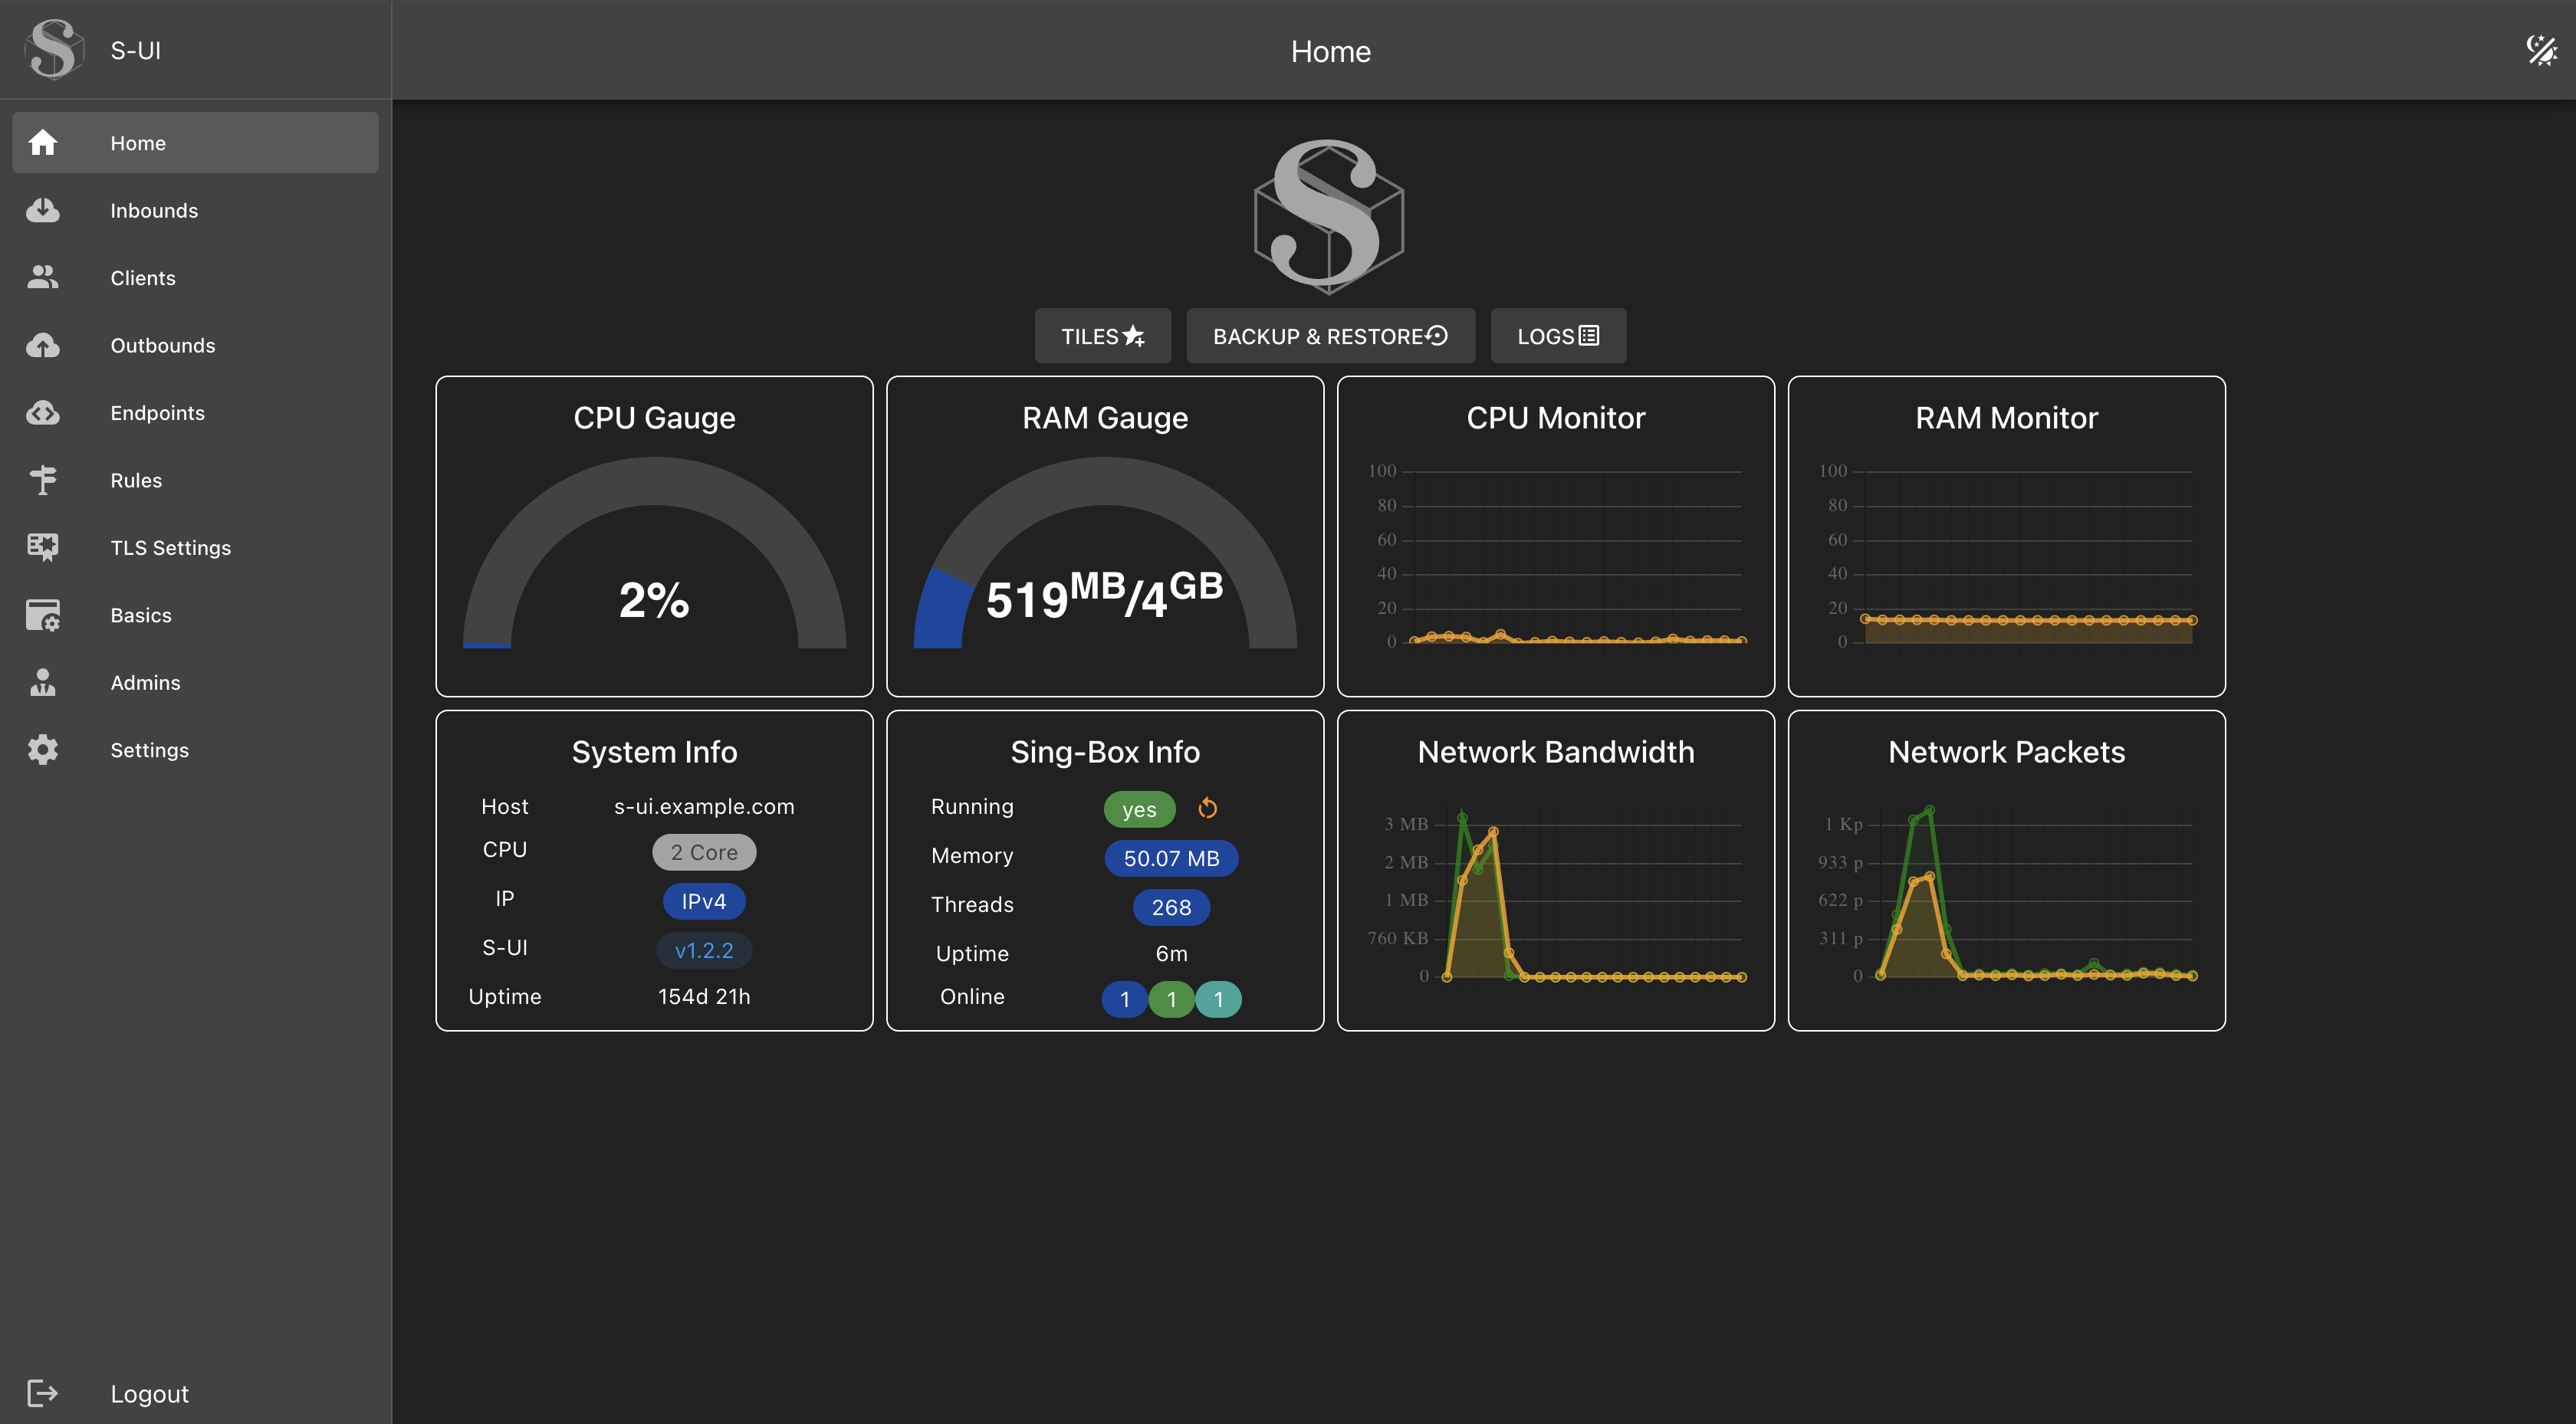 S-UI
Home
Home
Inbounds
Clients
Outbounds
Endpoints
Rules
TLS Settings
Basics
Admins
Settings
Logout
S
TILES
BACKUP & RESTORE
LOGS
CPU Gauge
2%
RAM Gauge
519MB/4GB
CPU Monitor
100
80
60
40
20
0
RAM Monitor
100
80
60
40
20
0
System Info
Host s-ui.example.com
CPU 2 Core
IP IPv4
S-UI v1.2.2
Uptime 154d 21h
Sing-Box Info
Running yes
Memory 50.07 MB
Threads 268
Uptime 6m
Online 1 1 1
Network Bandwidth
3 MB
2 MB
1 MB
760 KB
0
Network Packets
1 Kp
933 p
622 p
311 p
0